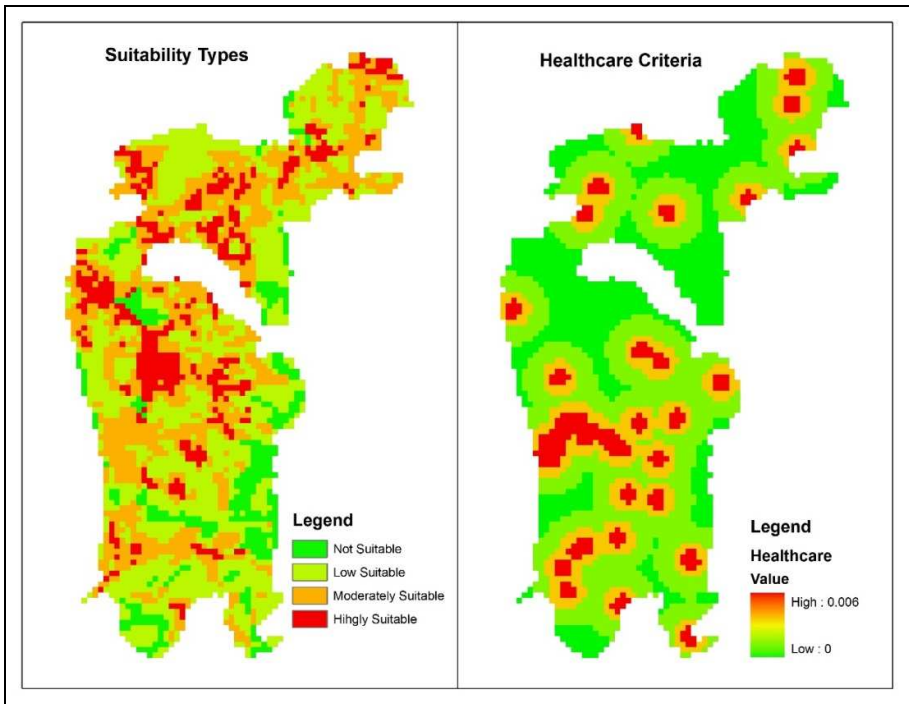 Suitability Types
Legend
Not Suitable
Low Suitable
Moderately Suitable
Hihgly Suitable
Healthcare Criteria
Legend
Healthcare
Value
High : 0.006
Low : 0